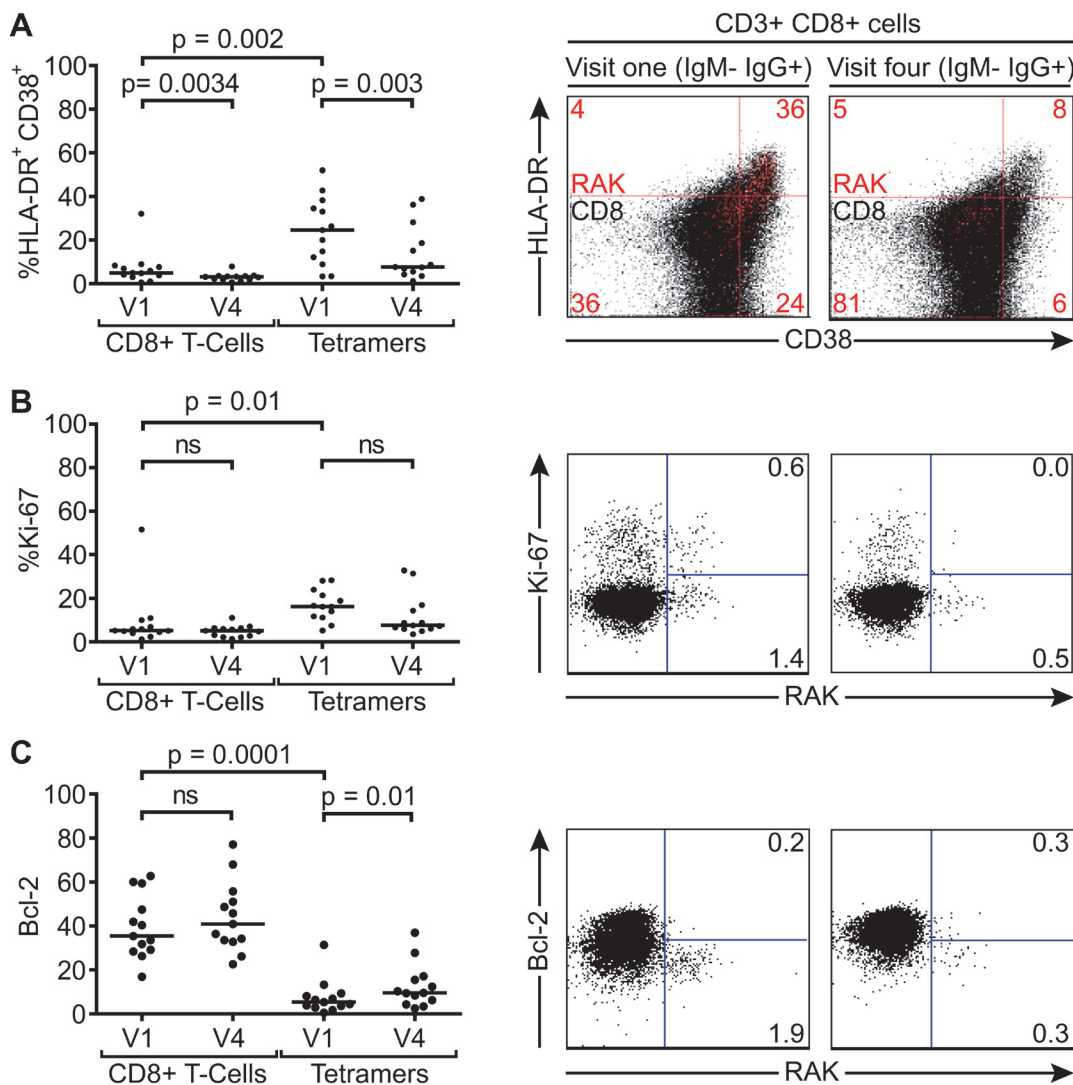 A
p = 0.002
p= 0.0034
p = 0.003
%HLA-DR+ CD38+
100
80
60
40
20
0
V1 V4 V1 V4
CD8+ T-Cells Tetramers
CD3+ CD8+ cells
Visit one (IgM- IgG+) Visit four (IgM- IgG+)
HLA-DR
4 36 5 8
RAK RAK
CD8 CD8
36 24 81 6
CD38
B
p = 0.01
ns ns
%Ki-67
100
80
60
40
20
0
V1 V4 V1 V4
CD8+ T-Cells Tetramers
Ki-67
0.6 0.0
1.4 0.5
RAK
C
p = 0.0001
ns p = 0.01
Bcl-2
100
80
60
40
20
0
V1 V4 V1 V4
CD8+ T-Cells Tetramers
Bcl-2
0.2 0.3
1.9 0.3
RAK